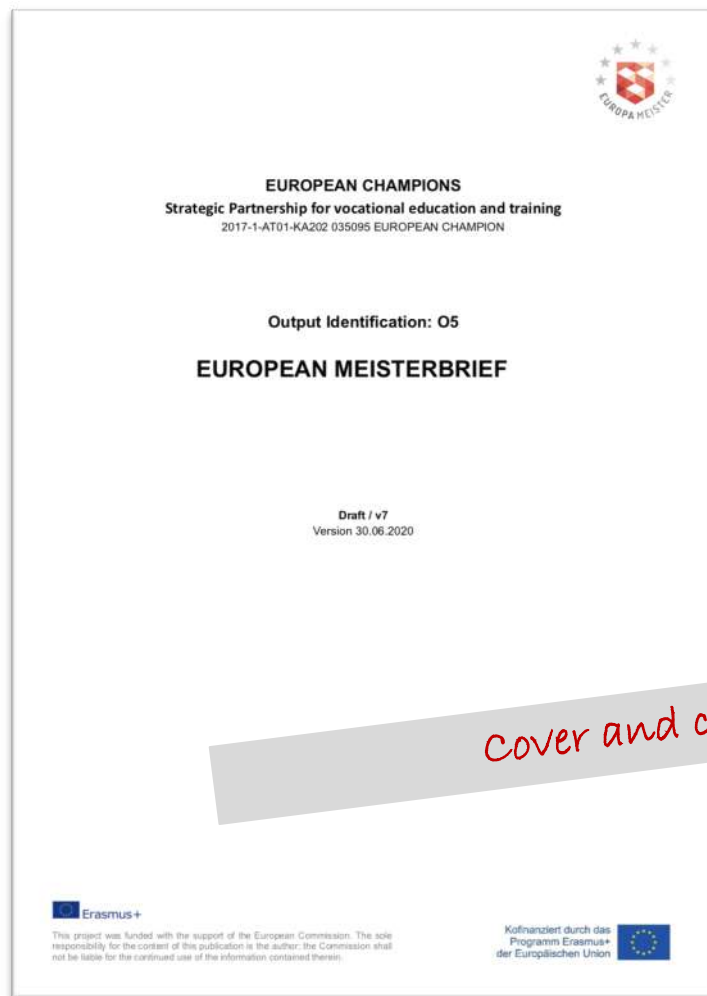 EUROPA MEISTER
EUROPEAN CHAMPIONS
Strategic Partnership for vocational education and training
2017-1-AT01-KA202 035095 EUROPEAN CHAMPION
Output Identification: O5
EUROPEAN MEISTERBRIEF
Draft / v7
Version 30.06.2020
Cover and c
Erasmus+
This project was funded with the support of the European Commission. The sole
responsibility for the content of this publication is the author: the Commission shall
not be liable for the continued use of the information contained therein.
Kofinanziert durch das
Programm Erasmus+
der Europäischen Union